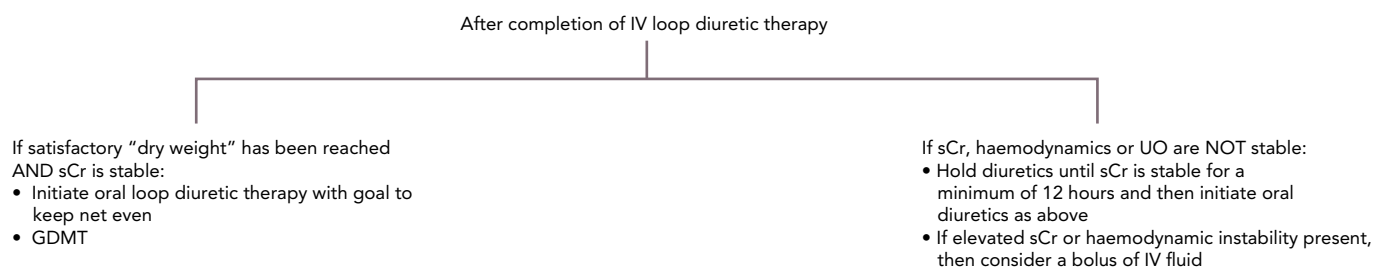 After completion of IV loop diuretic therapy
If satisfactory “dry weight” has been reached
AND sCr is stable:
• Initiate oral loop diuretic therapy with goal to
keep net even
• GDMT
If sCr, haemodynamics or UO are NOT stable:
• Hold diuretics until sCr is stable for a
minimum of 12 hours and then initiate oral
diuretics as above
• If elevated sCr or haemodynamic instability present,
then consider a bolus of IV fluid